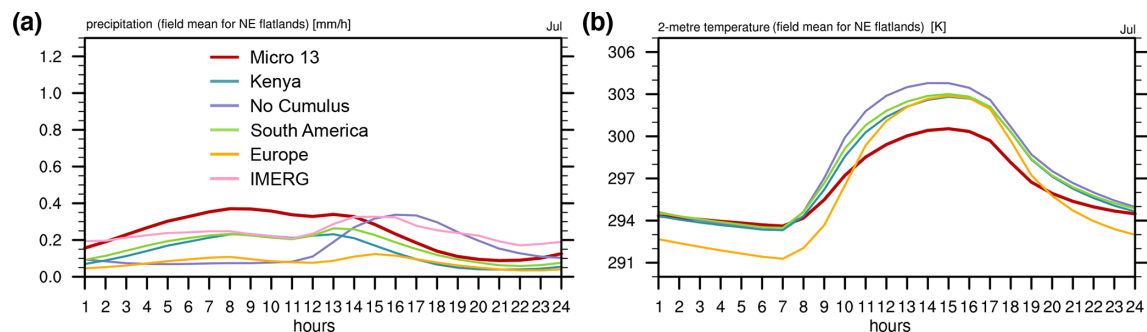 (a) precipitation (field mean for NE flatlands) [mm/h] Jul
1.2
1.0
0.8
0.6
0.4
0.2
0.0
Micro 13
Kenya
No Cumulus
South America
Europe
IMERG
1 2 3 4 5 6 7 8 9 10 11 12 13 14 15 16 17 18 19 20 21 22 23 24
hours
(b) 2-metre temperature (field mean for NE flatlands) [K] Jul
306
303
300
297
294
291
1 2 3 4 5 6 7 8 9 10 11 12 13 14 15 16 17 18 19 20 21 22 23 24
hours